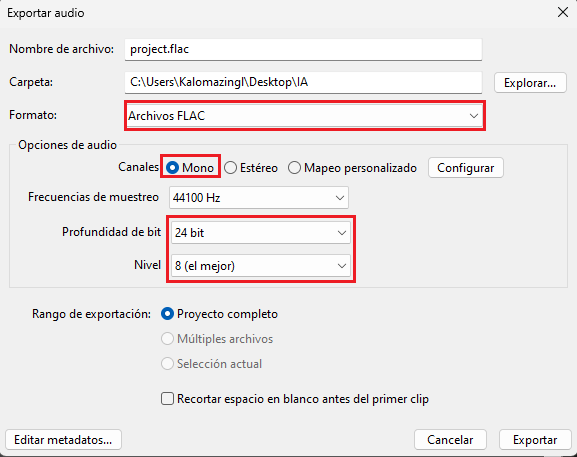 Exportar audio
Nombre de archivo: project.flac
Carpeta: C:\Users\Kalomazingl\Desktop\IA Explorar...
Formato: Archivos FLAC
Opciones de audio
Canales Mono Estéreo Mapeo personalizado Configurar
Frecuencias de muestreo 44100 Hz
Profundidad de bit 24 bit
Nivel 8 (el mejor)
Rango de exportación: Proyecto completo
Múltiples archivos
Selección actual
Recortar espacio en blanco antes del primer clip
Editar metadatos... Cancelar Exportar